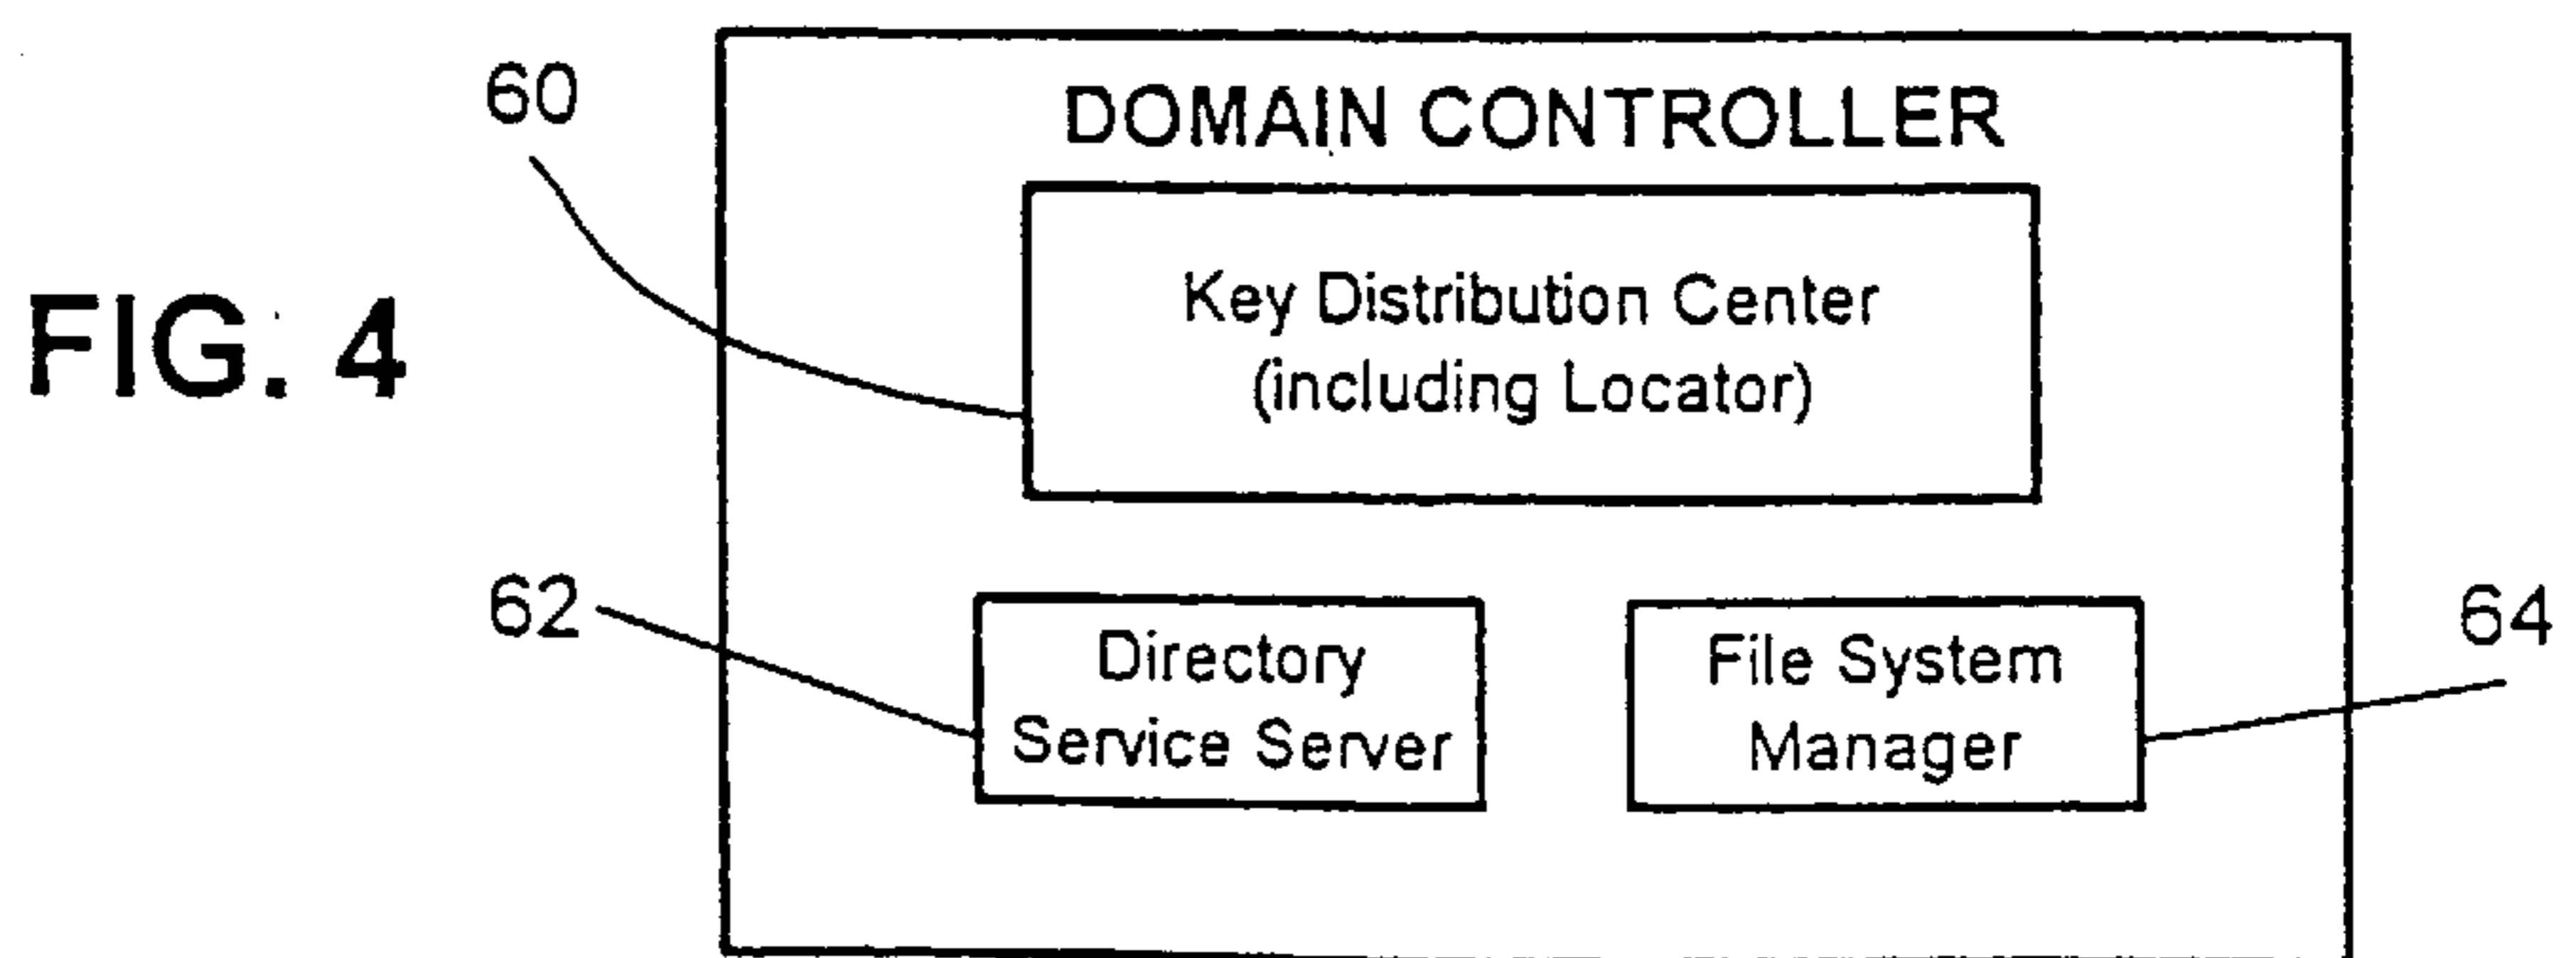 60
DOMAIN CONTROLLER
FIG. 4
Key Distribution Center
(including Locator)
62
Directory
Service Server
File System
Manager
64